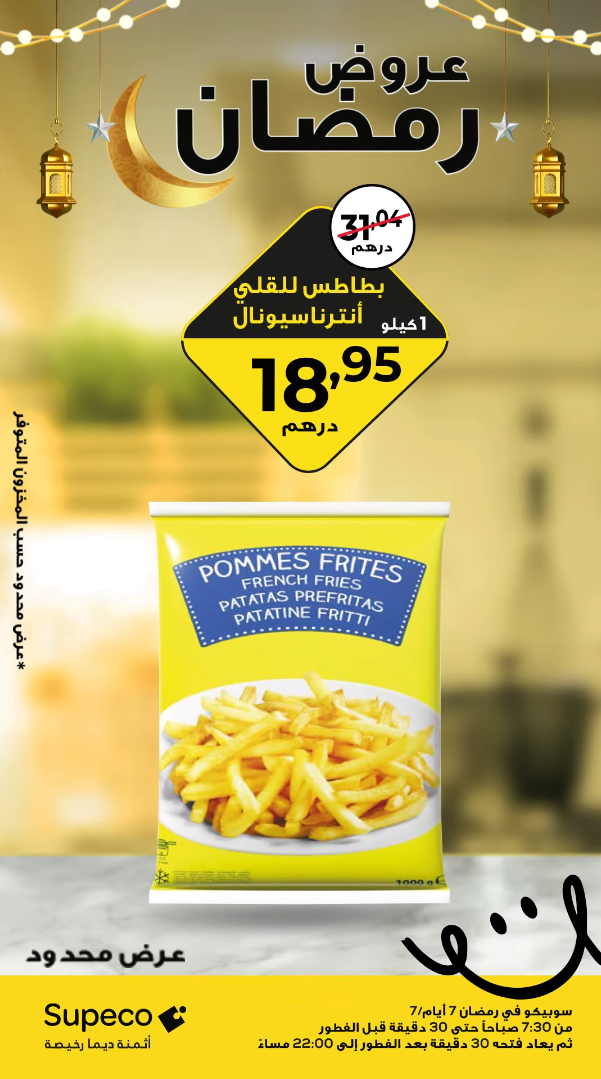 عروض
رمضان
31,04
درهم
بطاطس للقلي
أنترناسيونال
1 كيلو
18,95
درهم
*عرض محدود حسب المخزون المتوفر
POMMES FRITES
FRENCH FRIES
PATATAS PREFRITAS
PATATINE FRITTI
1000 g e
عرض محدود
Supeco
أثمنة ديما رخيصة
سوبيكو في رمضان 7 أيام/7
من 7:30 صباحاً حتى 30 دقيقة قبل الفطور
ثم يعاد فتحه 30 دقيقة بعد الفطور إلى 22:00 مساءً